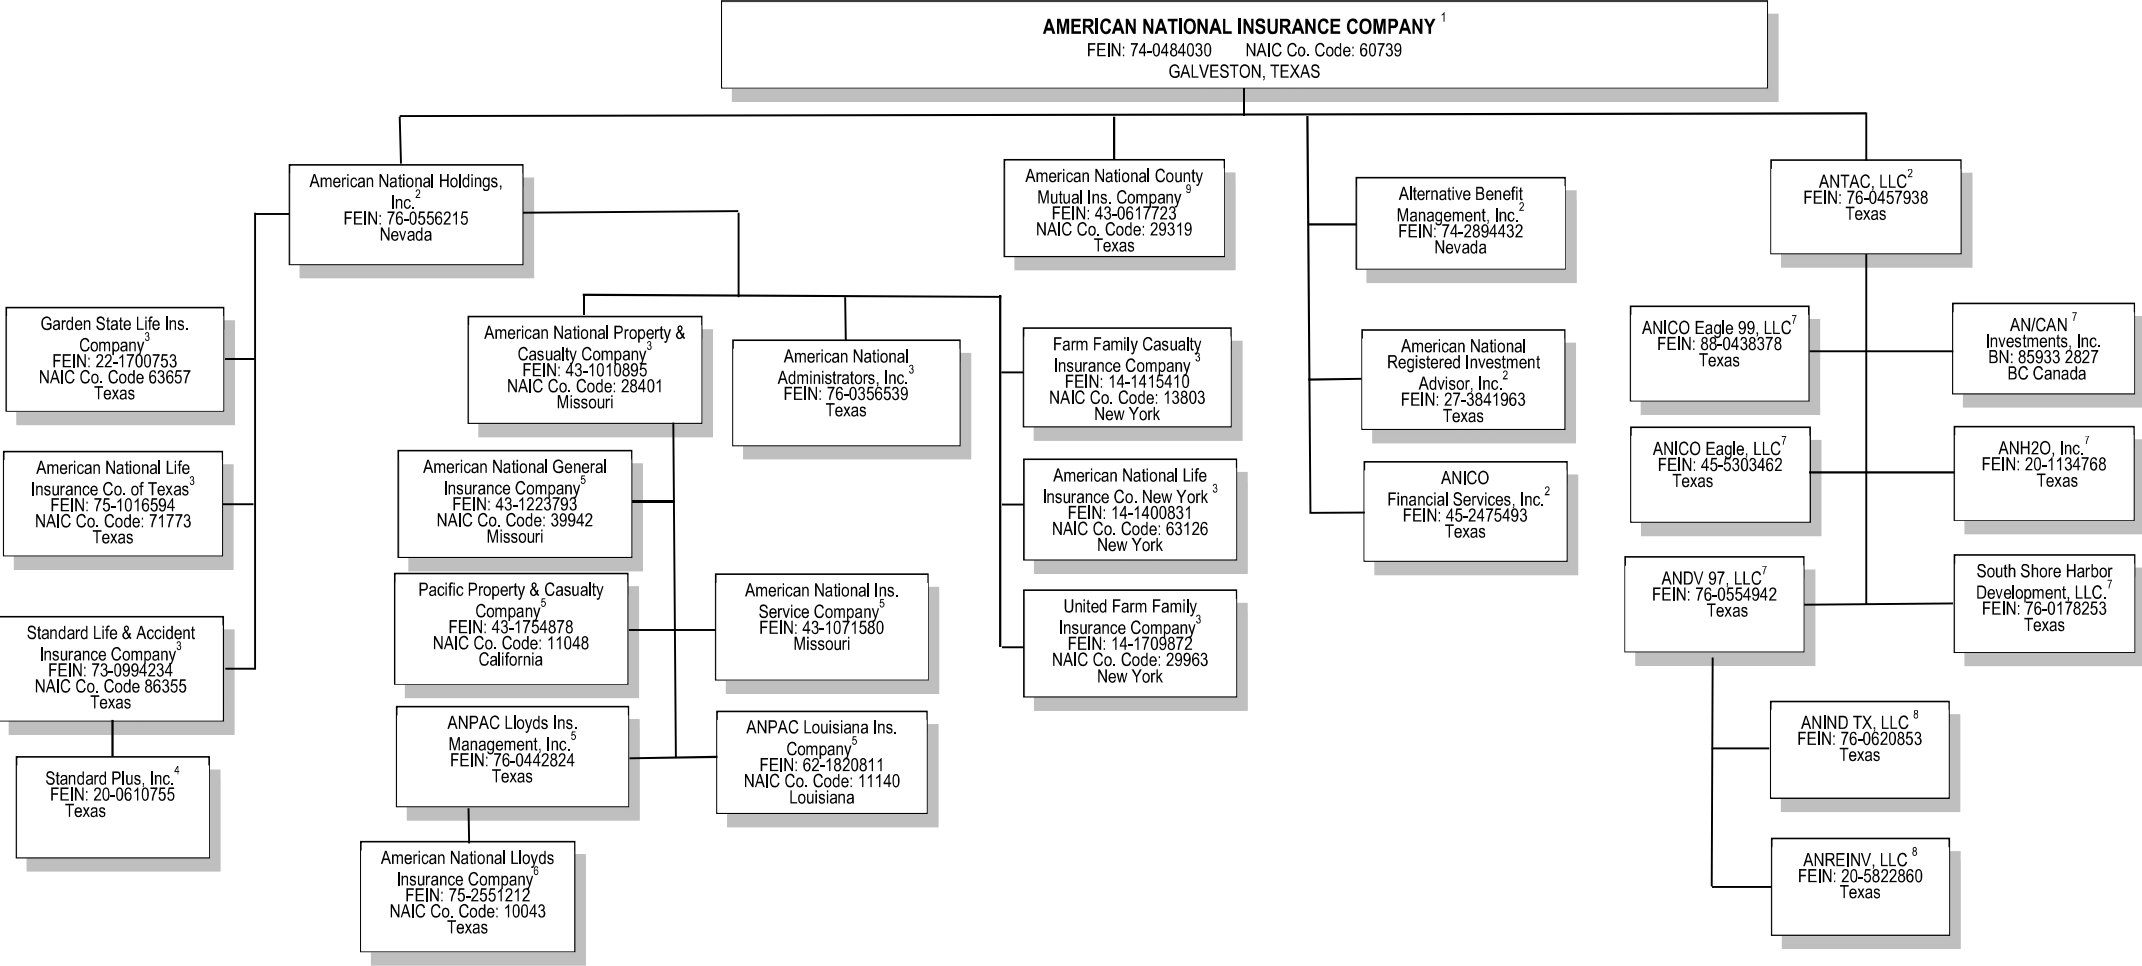 AMERICAN NATIONAL INSURANCE COMPANY 1
FEIN: 74-0484030 NAIC Co. Code: 60739
GALVESTON, TEXAS
American National Holdings,
Inc.2
FEIN: 76-0556215
Nevada
American National County
Mutual Ins. Company 9
FEIN: 43-0617723
NAIC Co. Code: 29319
Texas
Alternative Benefit
Management, Inc.2
FEIN: 74-2894432
Nevada
ANTAC, LLC2
FEIN: 76-0457938
Texas
Garden State Life Ins.
Company3
FEIN: 22-1700753
NAIC Co. Code 63657
Texas
American National Property &
Casualty Company3
FEIN: 43-1010895
NAIC Co. Code: 28401
Missouri
American National
Administrators, Inc.3
FEIN: 76-0356539
Texas
Farm Family Casualty
Insurance Company3
FEIN: 14-1415410
NAIC Co. Code: 13803
New York
American National
Registered Investment
Advisor, Inc.2
FEIN: 27-3841963
Texas
ANICO Eagle 99, LLC7
FEIN: 88-0438378
Texas
AN/CAN 7
Investments, Inc.
BN: 85933 2827
BC Canada
American National Life
Insurance Co. of Texas3
FEIN: 75-1016594
NAIC Co. Code: 71773
Texas
American National General
Insurance Company5
FEIN: 43-1223793
NAIC Co. Code: 39942
Missouri
American National Life
Insurance Co. New York 3
FEIN: 14-1400831
NAIC Co. Code: 63126
New York
ANICO
Financial Services, Inc.2
FEIN: 45-2475493
Texas
ANICO Eagle, LLC7
FEIN: 45-5303462
Texas
ANH2O, Inc.7
FEIN: 20-1134768
Texas
Standard Life & Accident
Insurance Company3
FEIN: 73-0994234
NAIC Co. Code 86355
Texas
Pacific Property & Casualty
Company5
FEIN: 43-1754878
NAIC Co. Code: 11048
California
American National Ins.
Service Company5
FEIN: 43-1071580
Missouri
United Farm Family
Insurance Company3
FEIN: 14-1709872
NAIC Co. Code: 29963
New York
ANDV 97, LLC7
FEIN: 76-0554942
Texas
South Shore Harbor
Development, LLC.7
FEIN: 76-0178253
Texas
Standard Plus, Inc.4
FEIN: 20-0610755
Texas
ANPAC Lloyds Ins.
Management, Inc.5
FEIN: 76-0442824
Texas
ANPAC Louisiana Ins.
Company5
FEIN: 62-1820811
NAIC Co. Code: 11140
Louisiana
ANIND TX, LLC 8
FEIN: 76-0620853
Texas
American National Lloyds
Insurance Company6
FEIN: 75-2551212
NAIC Co. Code: 10043
Texas
ANREINV, LLC 8
FEIN: 20-5822860
Texas